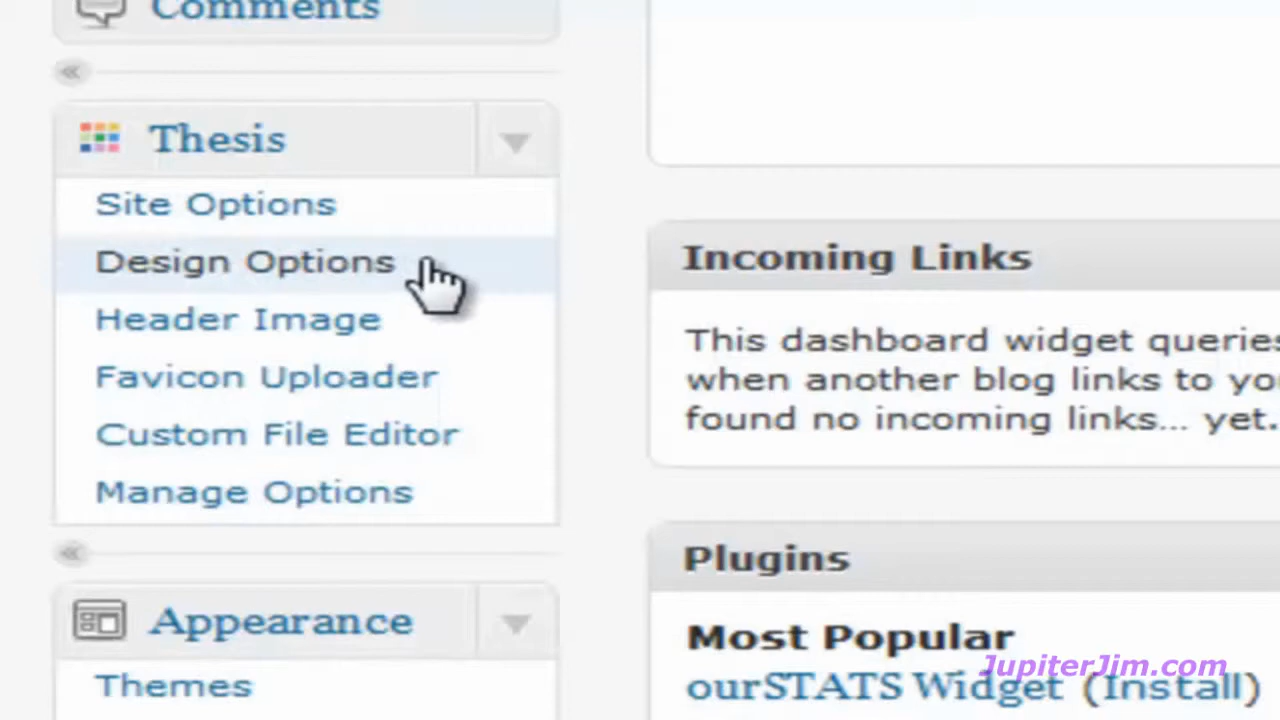 Comments
Thesis
Site Options
Design Options
Header Image
Favicon Uploader
Custom File Editor
Manage Options
Appearance
Themes
Incoming Links
This dashboard widget queries
when another blog links to
found no incoming links... yet.
Plugins
Most Popular
ourSTATS Widget (Install)
JupiterJim.com